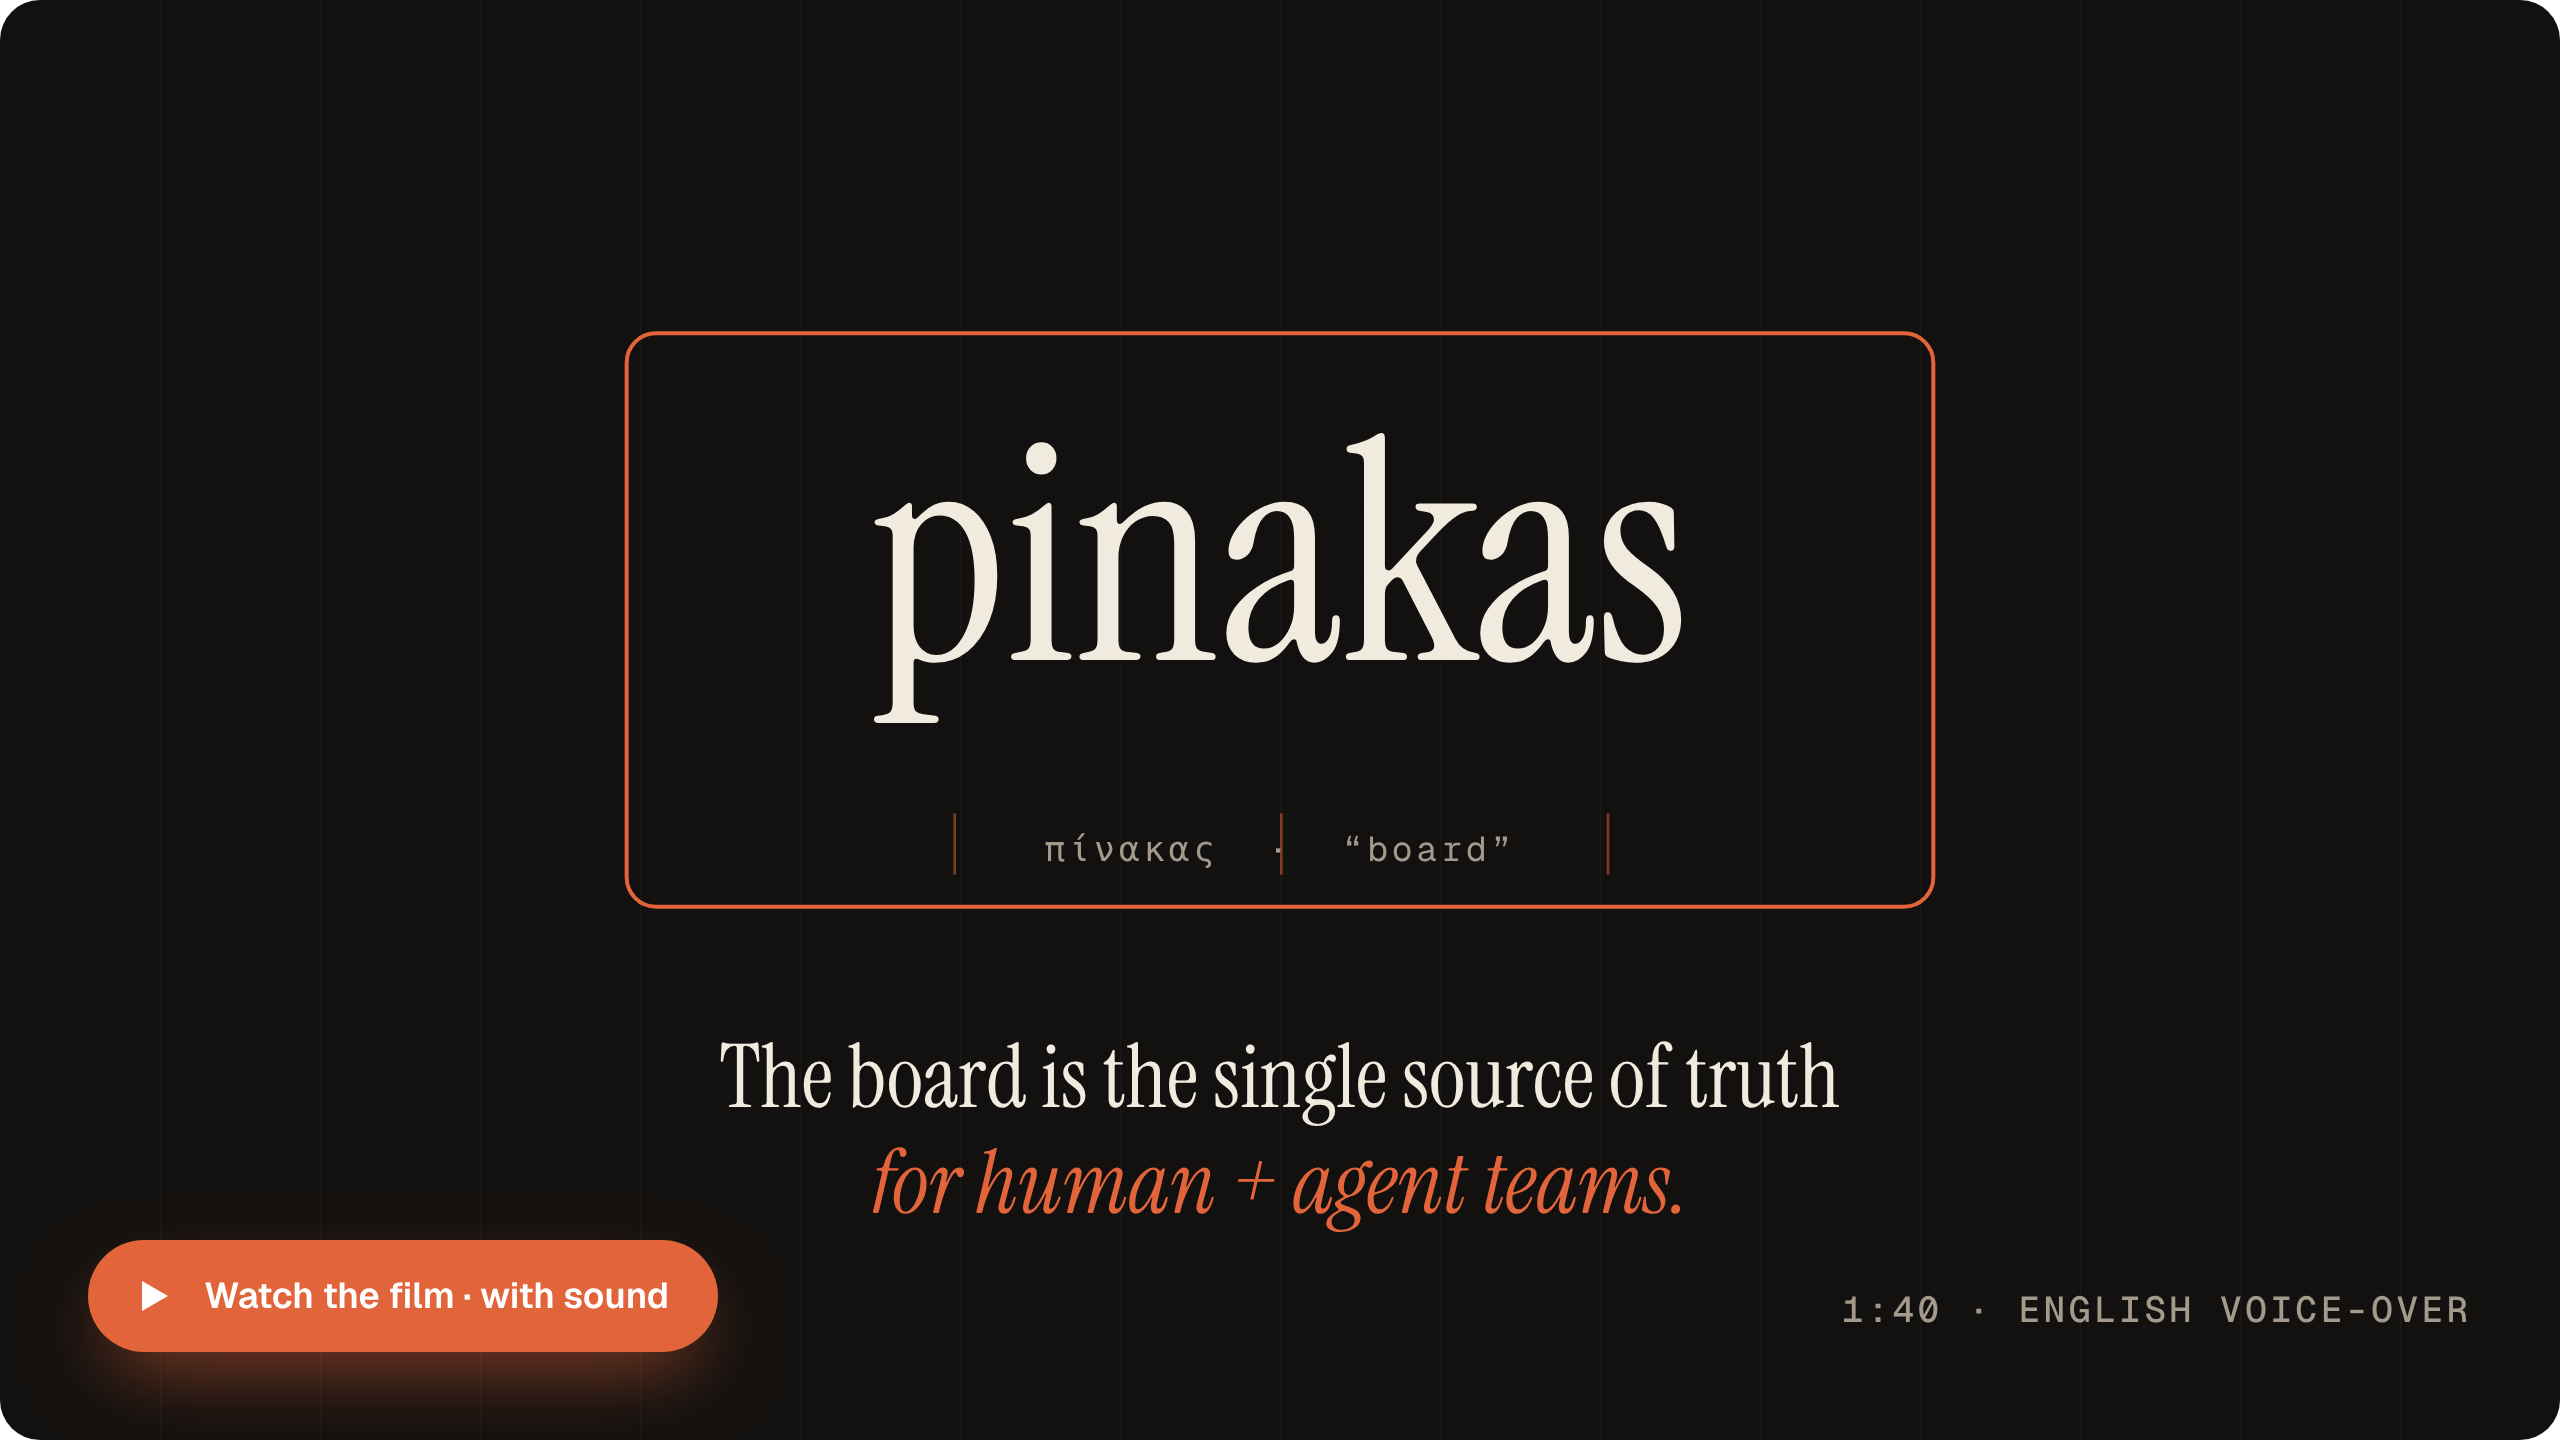 pinakas
πίνακας · “board”
The board is the single source of truth
for human + agent teams.
Watch the film · with sound
1:40 · ENGLISH VOICE-OVER